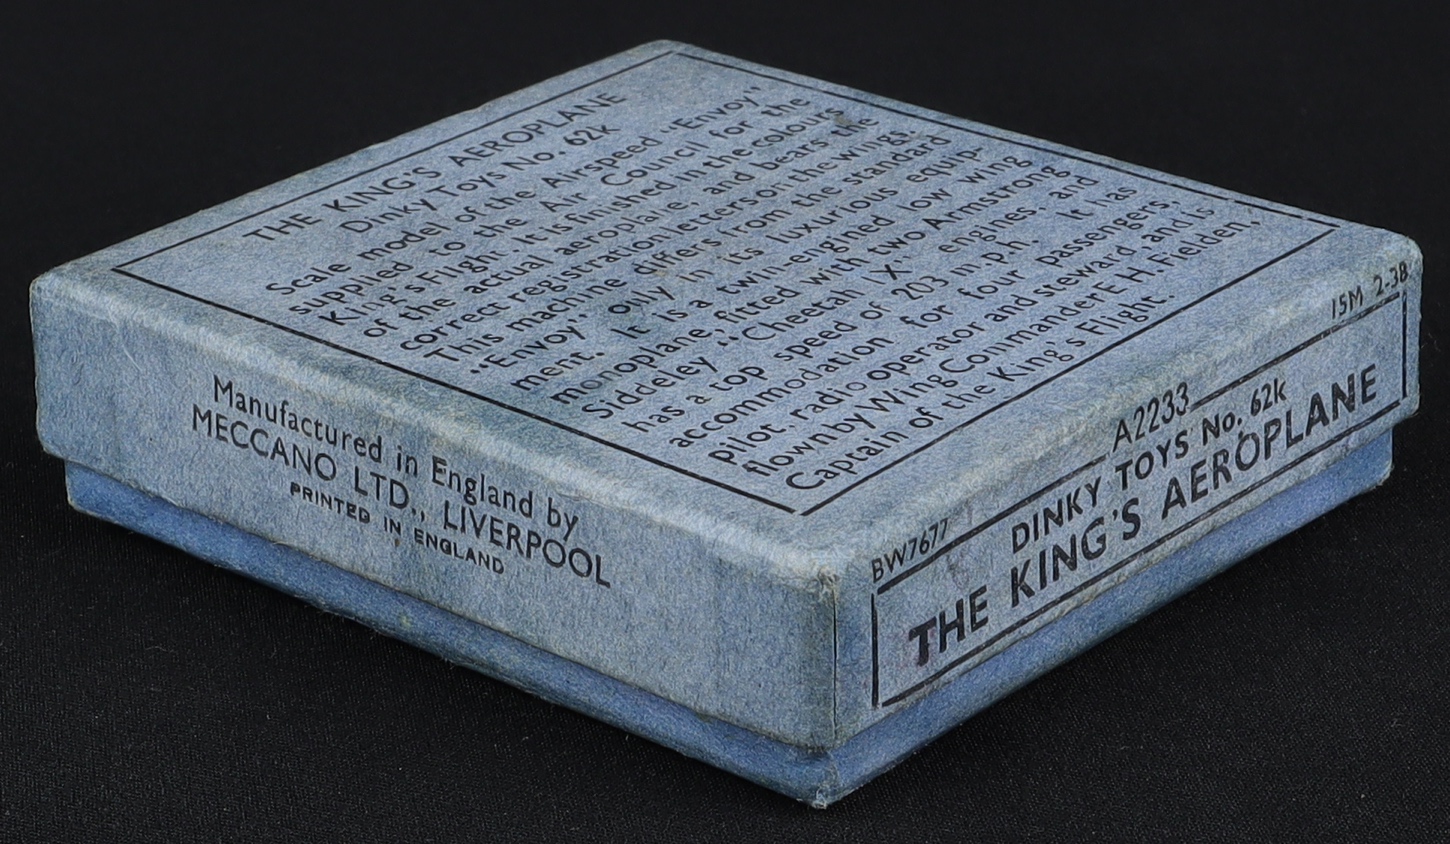 THE KING'S AEROPLANE
Dinky Toys No. 62k
Scale model of the Airspeed "Envoy"
supplied to the Air Council for the
King's Flight. It is finished in the colours
of the actual aeroplane, and bears the
correct registration letters on the wings.
This machine differs from the standard
"Envoy" only in its luxurious equip-
ment. It is a twin-engined low wing
monoplane, fitted with two Armstrong
Siddeley "Cheetah IX" engines, and
has a top speed of 203 m.p.h. It has
accommodation for four passengers,
pilot, radio operator and steward, and is
flown by Wing Commander E. H. Fielden,
Captain of the King's Flight.
Manufactured in England by
MECCANO LTD., LIVERPOOL
PRINTED IN ENGLAND
BW7677
A2233
15M 2-38
DINKY TOYS No. 62k
THE KING'S AEROPLANE